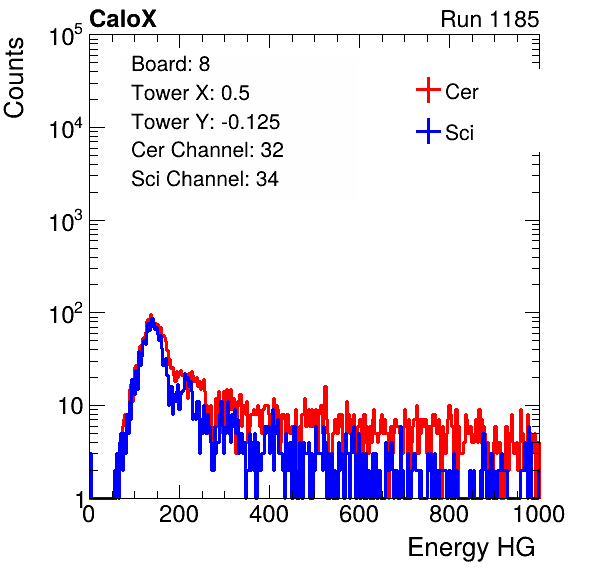 CaloX Run 1185
Counts
10^5
10^4
10^3
10^2
10
1
Board: 8
Tower X: 0.5
Tower Y: -0.125
Cer Channel: 32
Sci Channel: 34
Cer
Sci
0 200 400 600 800 1000
Energy HG